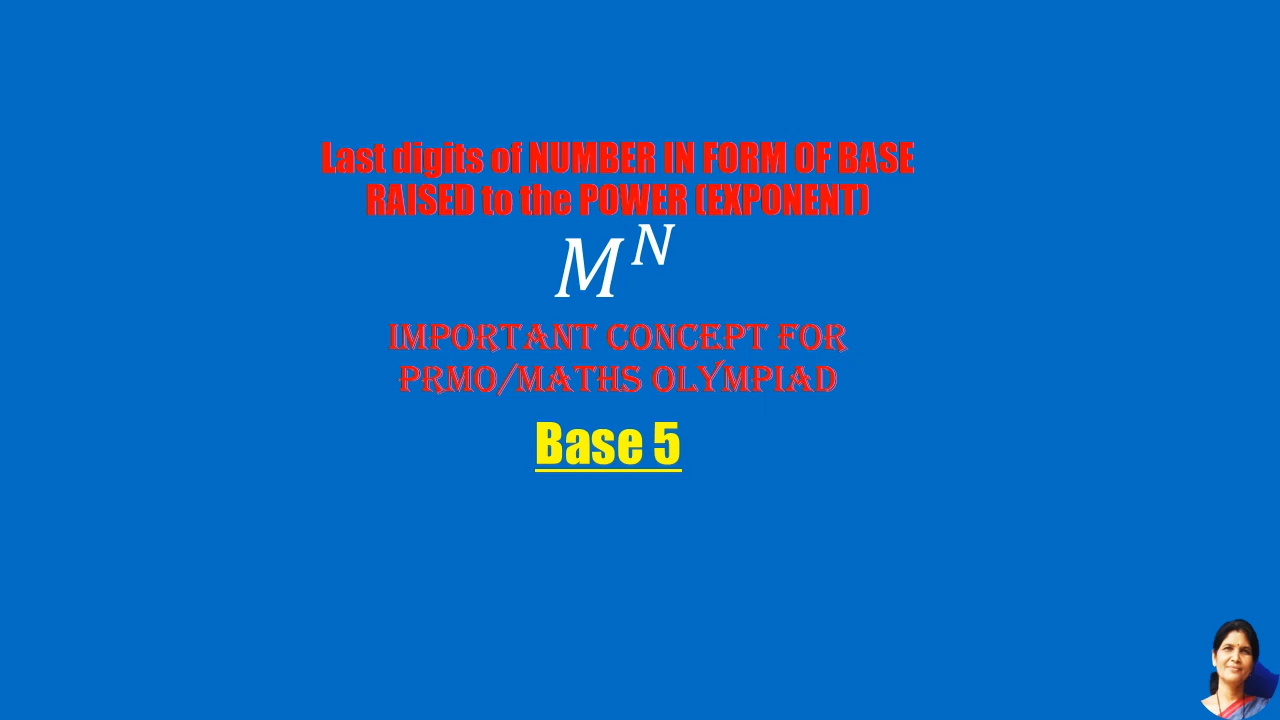 Last digits of NUMBER IN FORM OF BASE
RAISED to the POWER (EXPONENT)
M^N
IMPORTANT CONCEPT FOR
PRMO/MATHS OLYMPIAD
Base 5